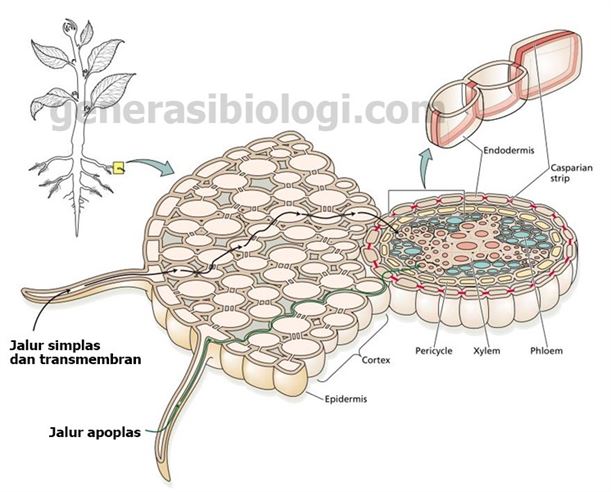 generasibiologi.com
Endodermis
Casparian
strip
Jalur simplas
dan transmembran
Pericycle
Xylem
Phloem
Cortex
Epidermis
Jalur apoplas